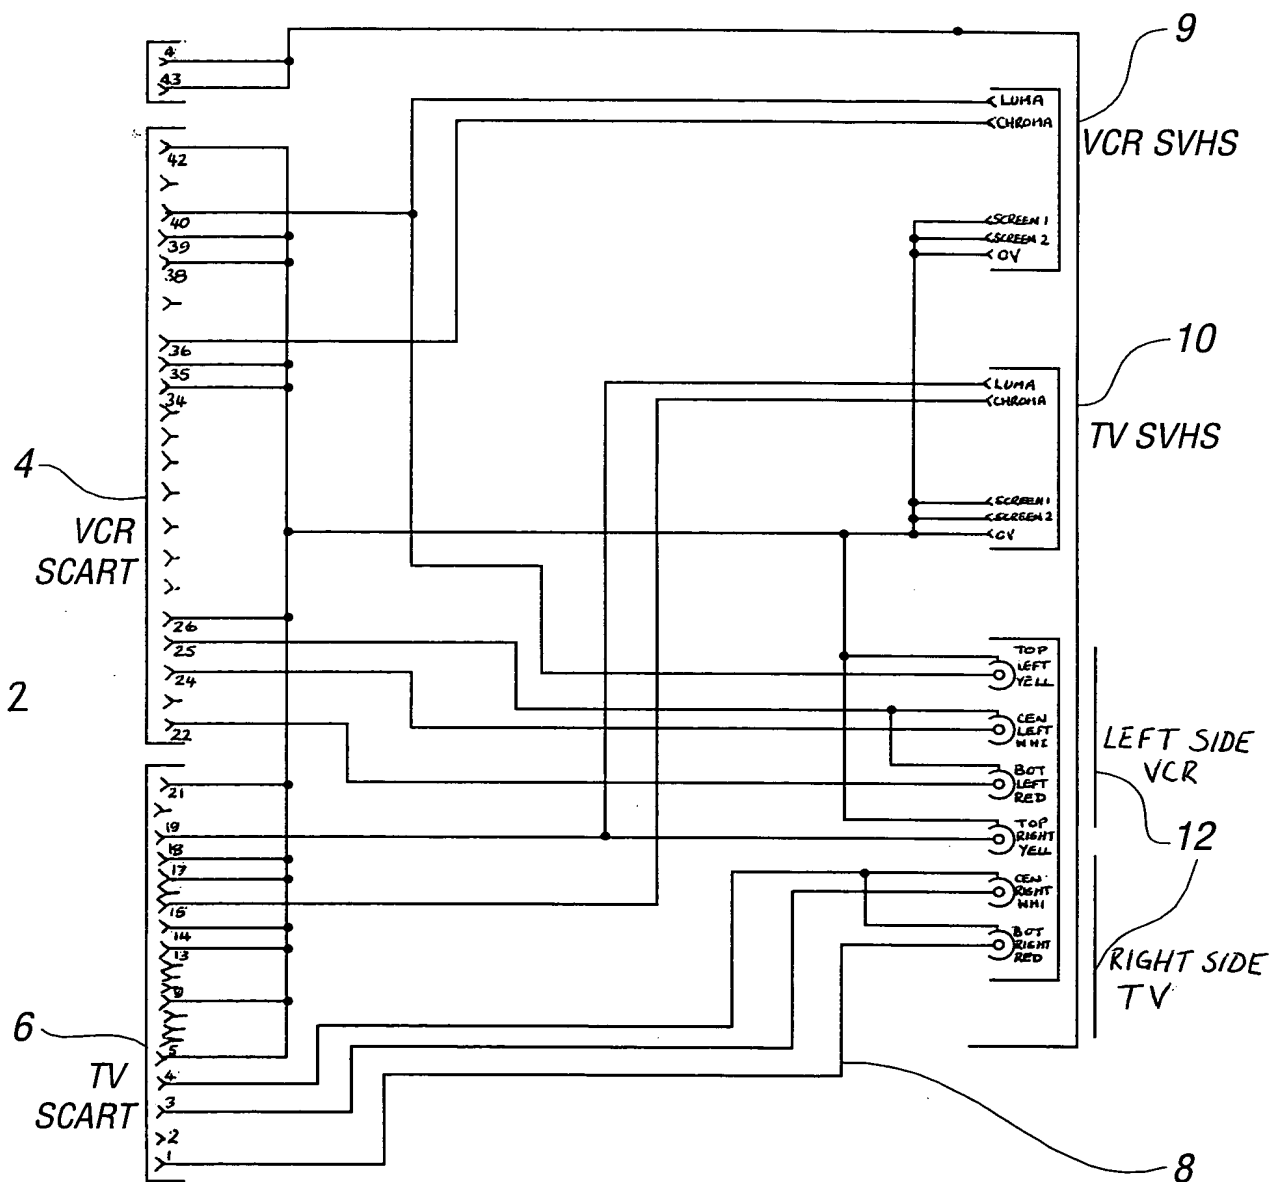 4
43
42
40
39
38
36
35
34
26
25
24
22
4
VCR
SCART
2
21
19
18
17
15
14
13
9
5
4
3
2
1
6
TV
SCART
LUMA
CHROMA
SCREEN 1
SCREEN 2
OV
9
VCR SVHS
LUMA
CHROMA
SCREEN 1
SCREEN 2
OV
10
TV SVHS
TOP
LEFT
YELL
CEN
LEFT
WHI
BOT
LEFT
RED
TOP
RIGHT
YELL
CEN
RIGHT
WHI
BOT
RIGHT
RED
LEFT SIDE
VCR
12
RIGHT SIDE
TV
8